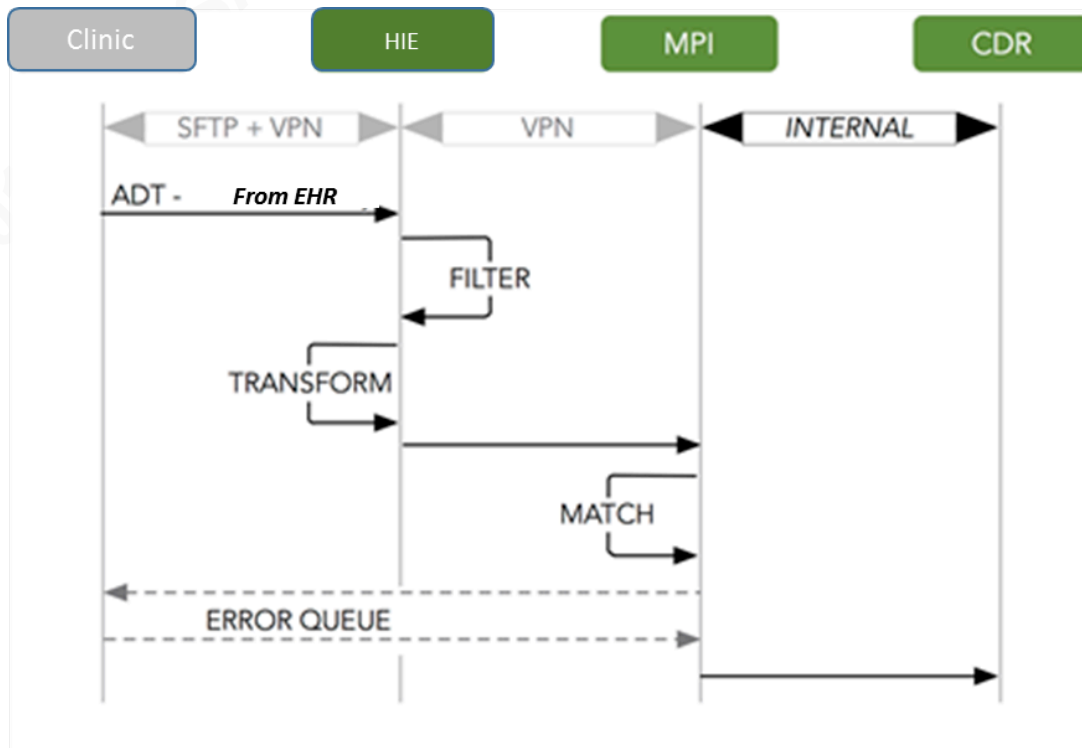 Clinic
HIE
MPI
CDR
SFTP + VPN
VPN
INTERNAL
ADT - From EHR
FILTER
TRANSFORM
MATCH
ERROR QUEUE